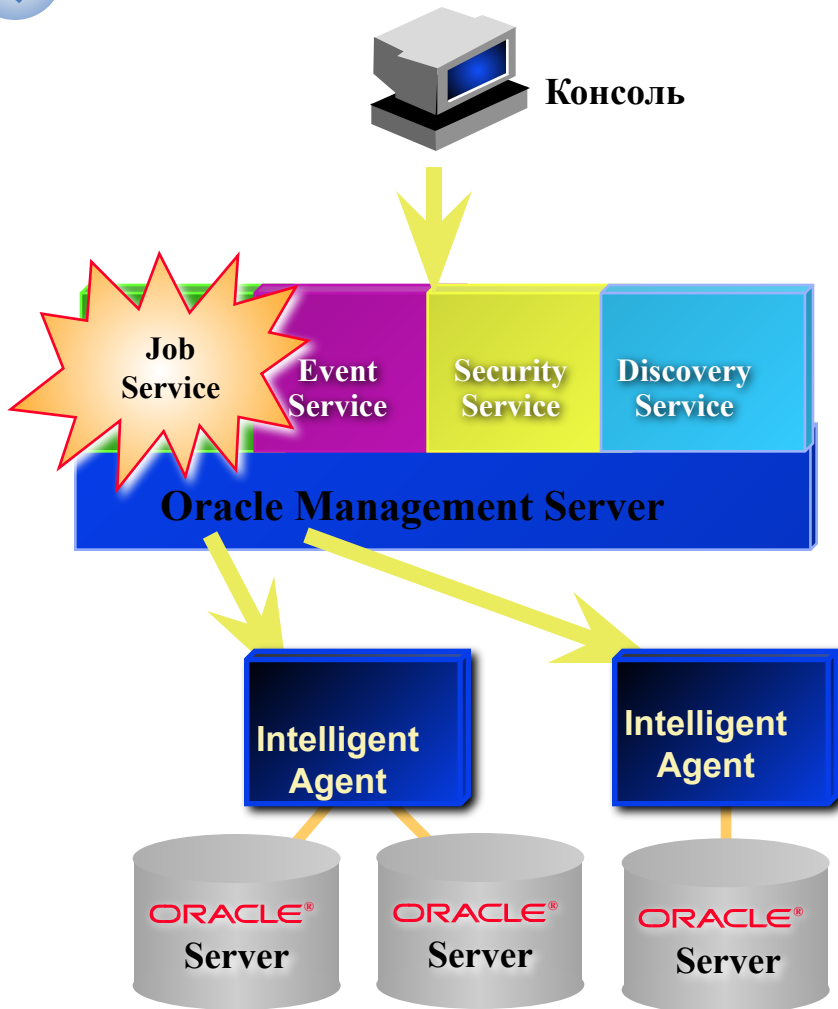 Консоль
Job
Service
Event
Service
Security
Service
Discovery
Service
Oracle Management Server
Intelligent
Agent
Intelligent
Agent
ORACLE®
Server
ORACLE®
Server
ORACLE®
Server